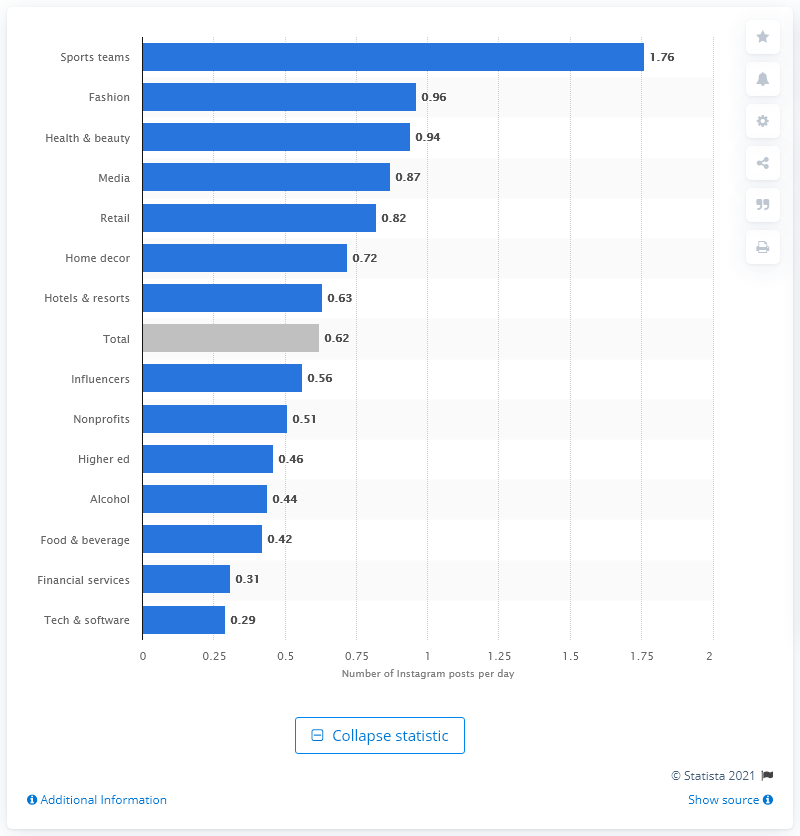 Sports teams 1.76
Fashion 0.96
Health & beauty 0.94
Media 0.87
Retail 0.82
Home decor 0.72
Hotels & resorts 0.63
Total 0.62
Influencers 0.56
Nonprofits 0.51
Higher ed 0.46
Alcohol 0.44
Food & beverage 0.42
Financial services 0.31
Tech & software 0.29
0 0.25 0.5 0.75 1 1.25 1.5 1.75 2
Number of Instagram posts per day
Collapse statistic
© Statista 2021
Additional Information Show source